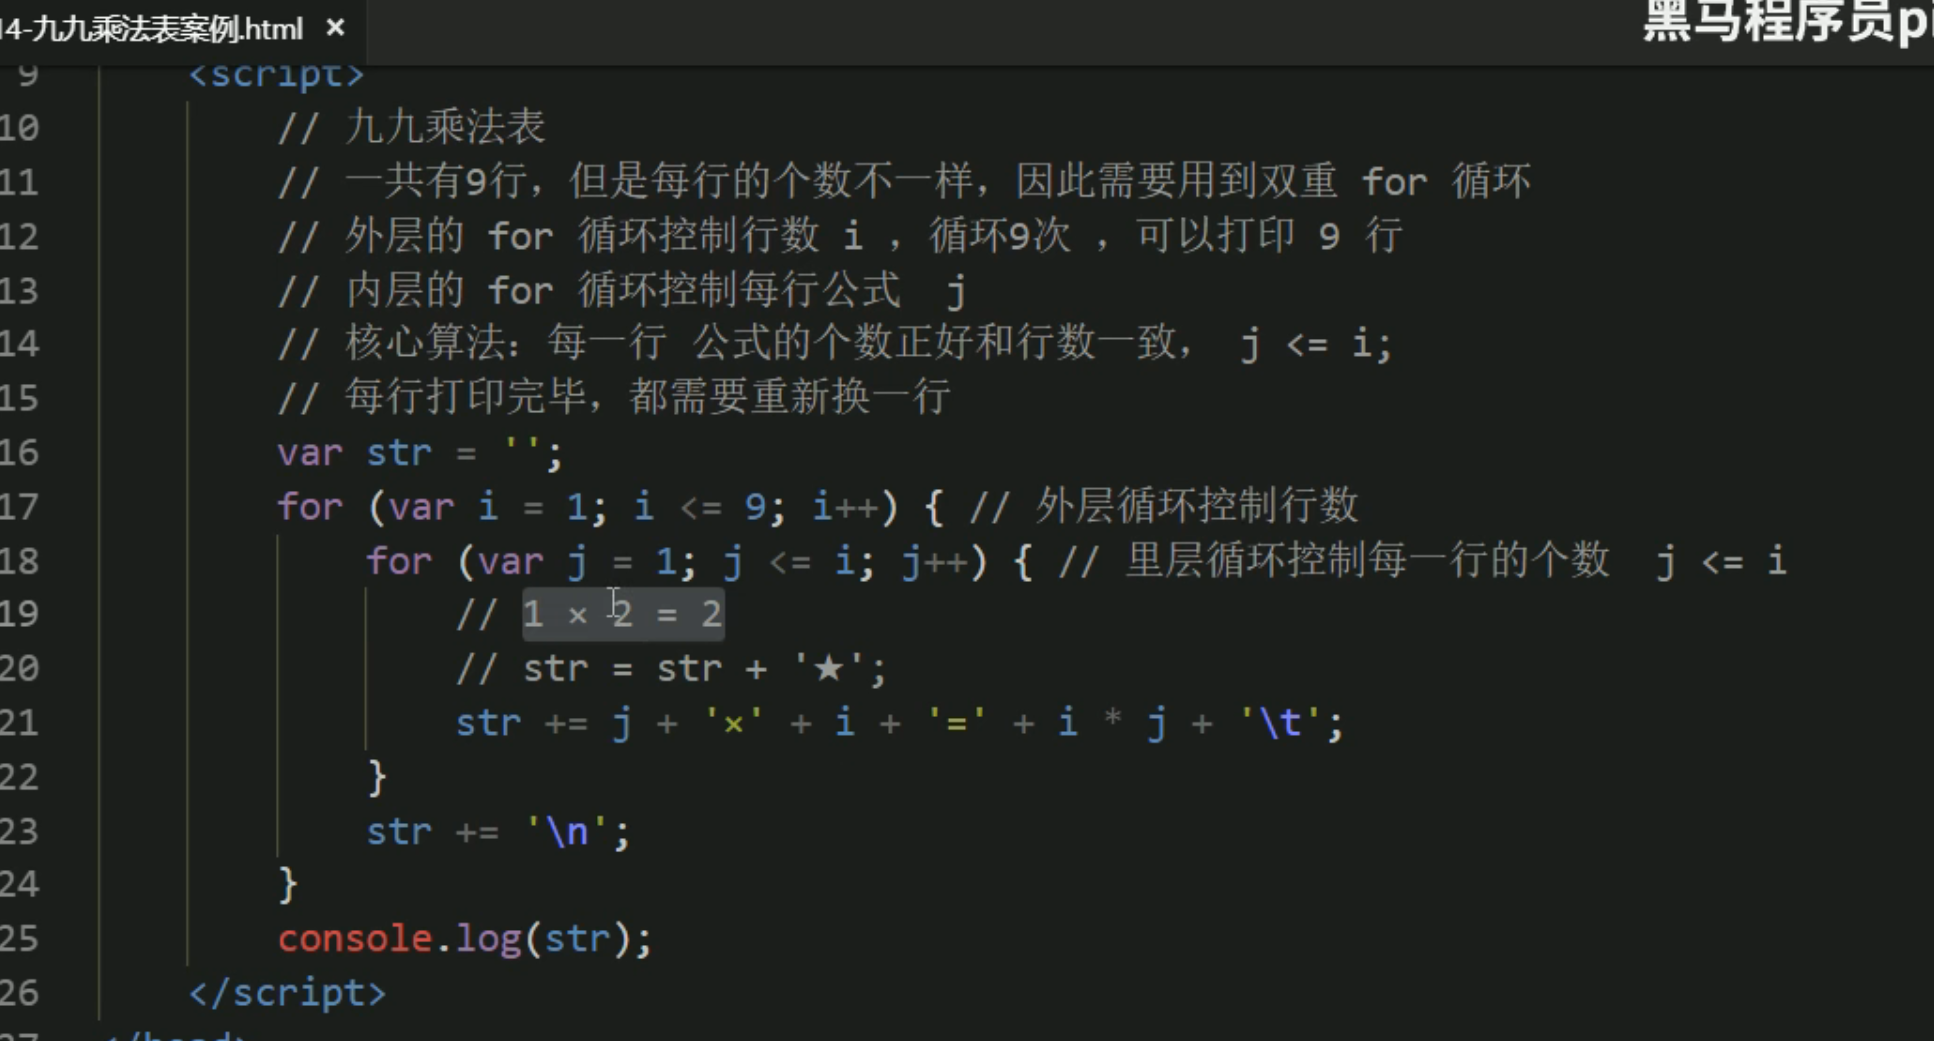 14-九九乘法表案例.html ×
黑马程序员
9 <script>
10 // 九九乘法表
11 // 一共有9行，但是每行的个数不一样，因此需要用到双重 for 循环
12 // 外层的 for 循环控制行数 i ，循环9次 ，可以打印 9 行
13 // 内层的 for 循环控制每行公式  j
14 // 核心算法：每一行 公式的个数正好和行数一致， j <= i;
15 // 每行打印完毕，都需要重新换一行
16 var str = '';
17 for (var i = 1; i <= 9; i++) { // 外层循环控制行数
18 for (var j = 1; j <= i; j++) { // 里层循环控制每一行的个数  j <= i
19 // 1 × 2 = 2
20 // str = str + '★';
21 str += j + '×' + i + '=' + i * j + '\t';
22 }
23 str += '\n';
24 }
25 console.log(str);
26 </script>